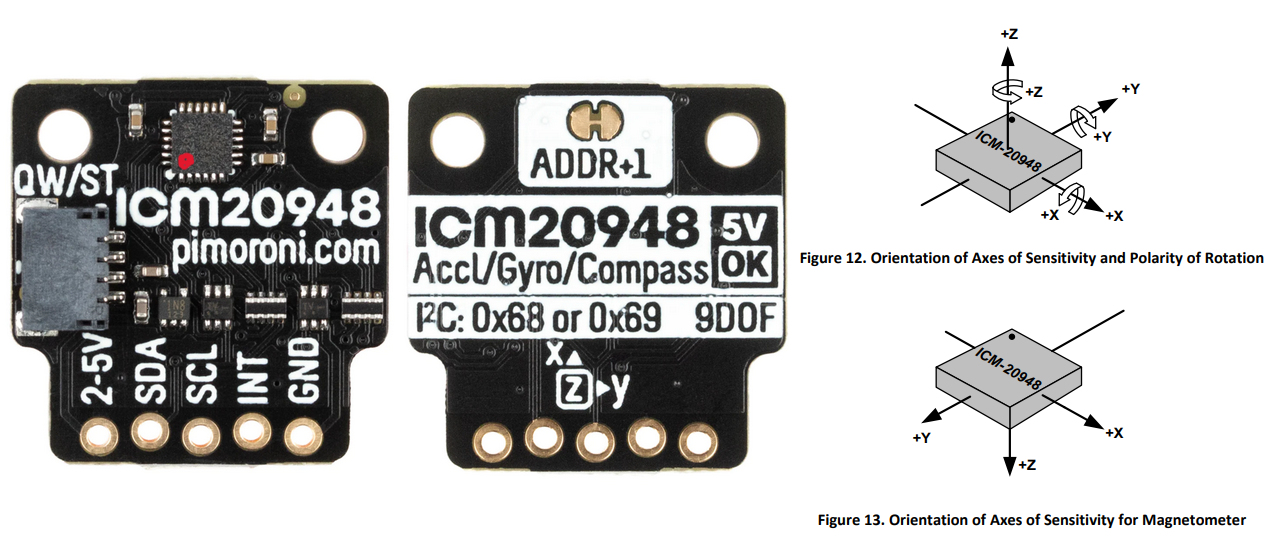 QW/ST
ICM20948
pimoroni.com
2-5V
SDA
SCL
INT
GND
ADDR+1
ICM20948
5V
OK
Accl/Gyro/Compass
I²C: 0x68 or 0x69 9DOF
X
Z
y
+Z
+Z
+Y
+Y
ICM-20948
+X
+X
Figure 12. Orientation of Axes of Sensitivity and Polarity of Rotation
ICM-20948
+Y
+X
+Z
Figure 13. Orientation of Axes of Sensitivity for Magnetometer